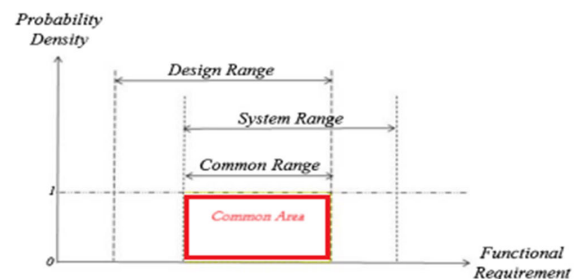 Probability
Density
Design Range
System Range
Common Range
1
Common Area
0
Functional
Requirement